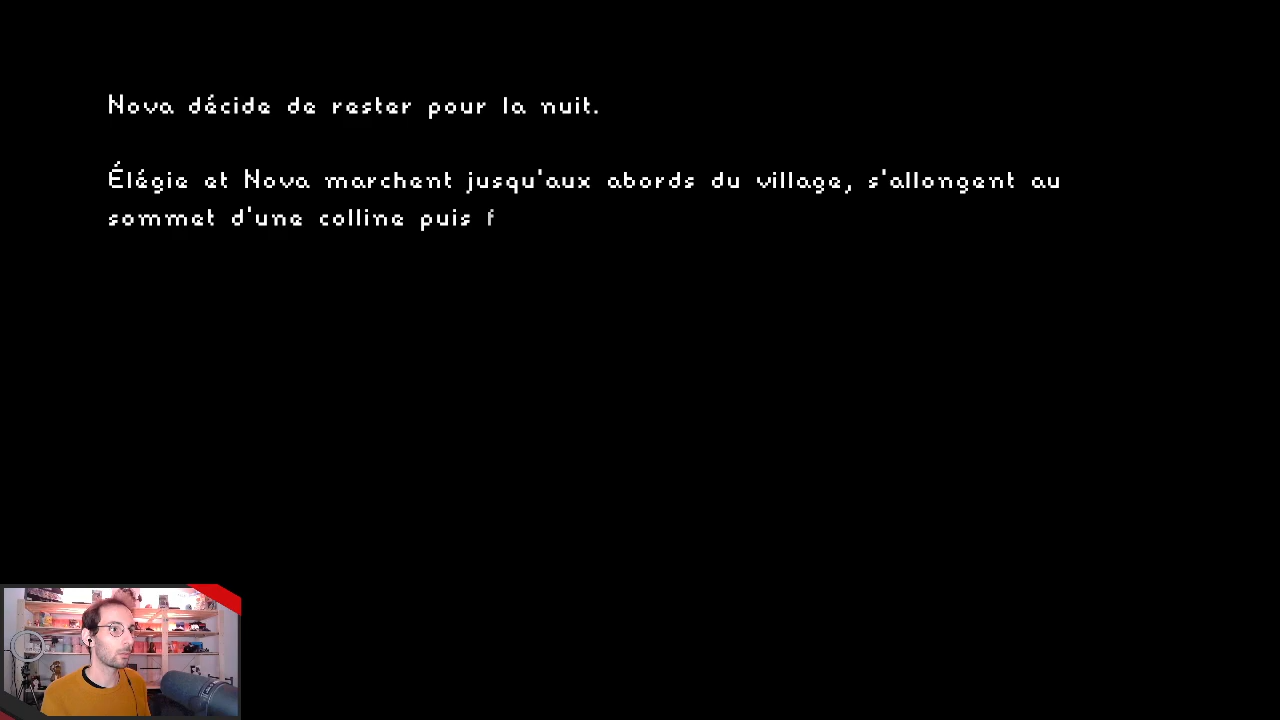 Nova décide de rester pour la nuit.
Élégie et Nova marchent jusqu'aux abords du village, s'allongent au
sommet d'une colline puis f